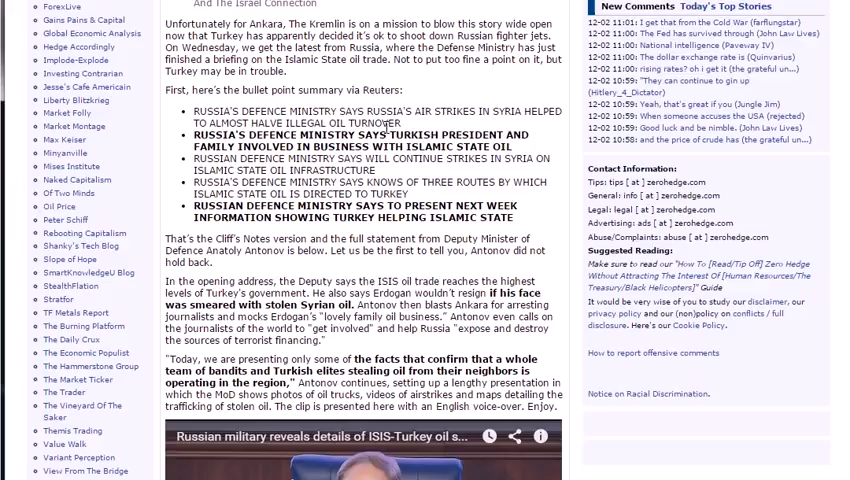 And The Israel Connection
ForexLive
Gains Pains & Capital
Global Economic Analysis
Hedge Accordingly
Implode-Explode
Investing Contrarian
Jesse's Cafe Americain
Liberty Blitzkrieg
Market Folly
Market Montage
Max Keiser
Minyanville
Mises Institute
Naked Capitalism
Of Two Minds
Oil Price
Peter Schiff
Rebooting Capitalism
Shanky's Tech Blog
Slope of Hope
SmartKnowledgeU Blog
StealthFlation
Stratfor
TF Metals Report
The Burning Platform
The Daily Crux
The Economic Populist
The Hammerstone Group
The Market Ticker
The Trader
The Vineyard Of The
Saker
Themis Trading
Value Walk
Variant Perception
View From The Bridge
Unfortunately for Ankara, The Kremlin is on a mission to blow this story wide open
now that Turkey has apparently decided it's ok to shoot down Russian fighter jets.
On Wednesday, we get the latest from Russia, where the Defense Ministry has just
finished a briefing on the Islamic State oil trade. Not to put too fine a point on it, but
Turkey may be in trouble.
First, here's the bullet point summary via Reuters:
RUSSIA'S DEFENCE MINISTRY SAYS RUSSIA'S AIR STRIKES IN SYRIA HELPED
TO ALMOST HALVE ILLEGAL OIL TURNOVER
RUSSIA'S DEFENCE MINISTRY SAYS TURKISH PRESIDENT AND
FAMILY INVOLVED IN BUSINESS WITH ISLAMIC STATE OIL
RUSSIAN DEFENCE MINISTRY SAYS WILL CONTINUE STRIKES IN SYRIA ON
ISLAMIC STATE OIL INFRASTRUCTURE
RUSSIA'S DEFENCE MINISTRY SAYS KNOWS OF THREE ROUTES BY WHICH
ISLAMIC STATE OIL IS DIRECTED TO TURKEY
RUSSIAN DEFENCE MINISTRY SAYS TO PRESENT NEXT WEEK
INFORMATION SHOWING TURKEY HELPING ISLAMIC STATE
That's the Cliff's Notes version and the full statement from Deputy Minister of
Defence Anatoly Antonov is below. Let us be the first to tell you, Antonov did not
hold back.
In the opening address, the Deputy says the ISIS oil trade reaches the highest
levels of Turkey's government. He also says Erdogan wouldn't resign if his face
was smeared with stolen Syrian oil. Antonov then blasts Ankara for arresting
journalists and mocks Erdogan's "lovely family oil business." Antonov even calls on
the journalists of the world to "get involved" and help Russia "expose and destroy
the sources of terrorist financing."
"Today, we are presenting only some of the facts that confirm that a whole
team of bandits and Turkish elites stealing oil from their neighbors is
operating in the region," Antonov continues, setting up a lengthy presentation in
which the MoD shows photos of oil trucks, videos of airstrikes and maps detailing the
trafficking of stolen oil. The clip is presented here with an English voice-over. Enjoy.
Russian military reveals details of ISIS-Turkey oil s...
New Comments Today's Top Stories
12-02 11:01: I get that from the Cold War (farflungstar)
12-02 11:00: The Fed has survived through (John Law Lives)
12-02 11:00: National intelligence (Paveway IV)
12-02 11:00: The dollar exchange rate is (Quinvarius)
12-02 11:00: rising rates? oh i get it (the grateful un...)
12-02 10:59: "They can continue to gin up
(Hitlery_4_Dictator)
12-02 10:59: Yeah, that's great if you (Jungle Jim)
12-02 10:59: When someone accuses the USA (rejected)
12-02 10:59: Good luck and be nimble. (John Law Lives)
12-02 10:58: and the price of crude has (the grateful un...)
Contact Information:
Tips: tips [ at ] zerohedge.com
General: info [ at ] zerohedge.com
Legal: legal [ at ] zerohedge.com
Advertising: ads [ at ] zerohedge.com
Abuse/Complaints: abuse [ at ] zerohedge.com
Suggested Reading:
Make sure to read our "How To [Read/Tip Off] Zero Hedge
Without Attracting The Interest Of [Human Resources/The
Treasury/Black Helicopters]" Guide
It would be very wise of you to study our disclaimer, our
privacy policy and our (non)policy on conflicts / full
disclosure. Here's our Cookie Policy.
How to report offensive comments
Notice on Racial Discrimination.